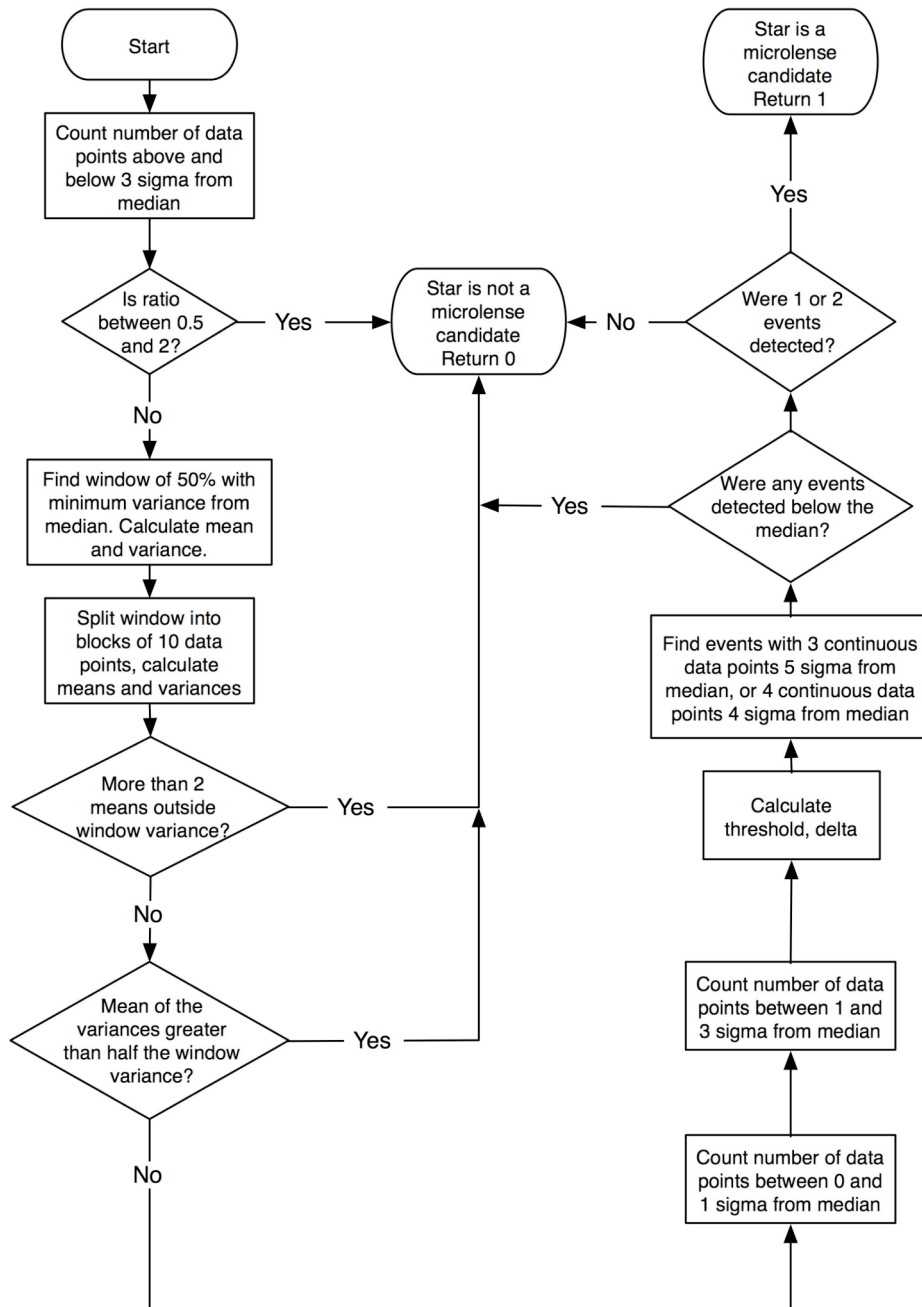 Start
Count number of data
points above and
below 3 sigma from
median
Is ratio
between 0.5
and 2?
Yes
No
Find window of 50% with
minimum variance from
median. Calculate mean
and variance.
Split window into
blocks of 10 data
points, calculate
means and variances
More than 2
means outside
window variance?
Yes
No
Mean of the
variances greater
than half the window
variance?
Yes
No
Star is not a
microlense
candidate
Return 0
Star is a
microlense
candidate
Return 1
Yes
Were 1 or 2
events
detected?
No
Were any events
detected below the
median?
Yes
Find events with 3 continuous
data points 5 sigma from
median, or 4 continuous data
points 4 sigma from median
Calculate
threshold, delta
Count number of data
points between 1 and
3 sigma from median
Count number of data
points between 0 and
1 sigma from median